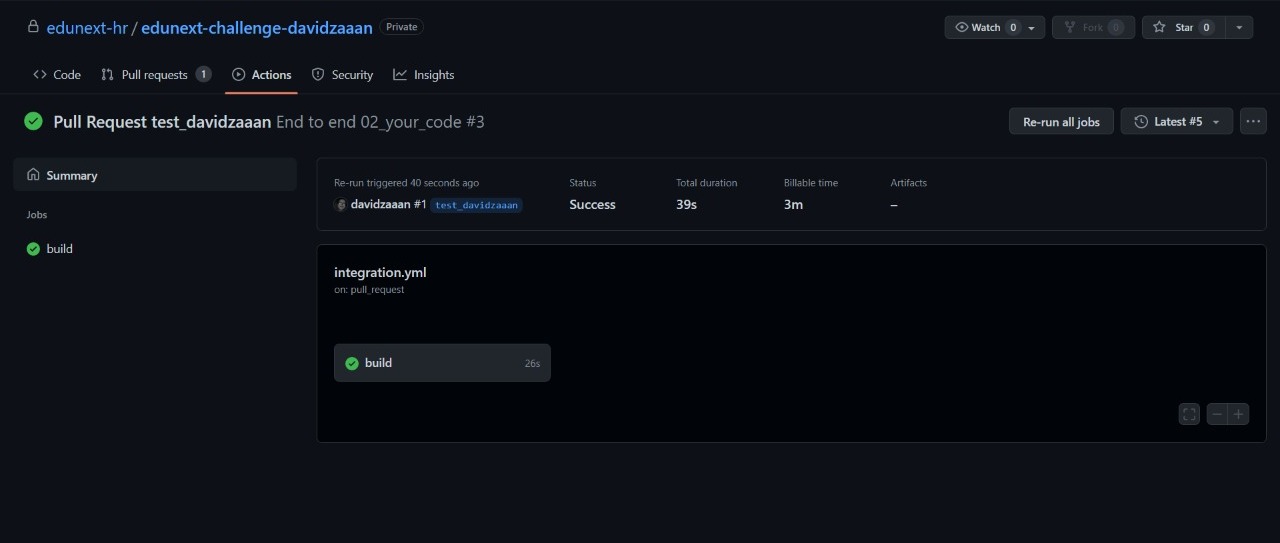 edunext-hr / edunext-challenge-davidzaaan Private
Watch 0 Fork 0 Star 0
Code Pull requests 1 Actions Security Insights
Pull Request test_davidzaaan End to end 02_your_code #3
Re-run all jobs Latest #5 ...
Summary
Jobs
build
Re-run triggered 40 seconds ago Status Total duration Billable time Artifacts
davidzaaan #1 test_davidzaaan Success 39s 3m –
integration.yml
on: pull_request
build 26s